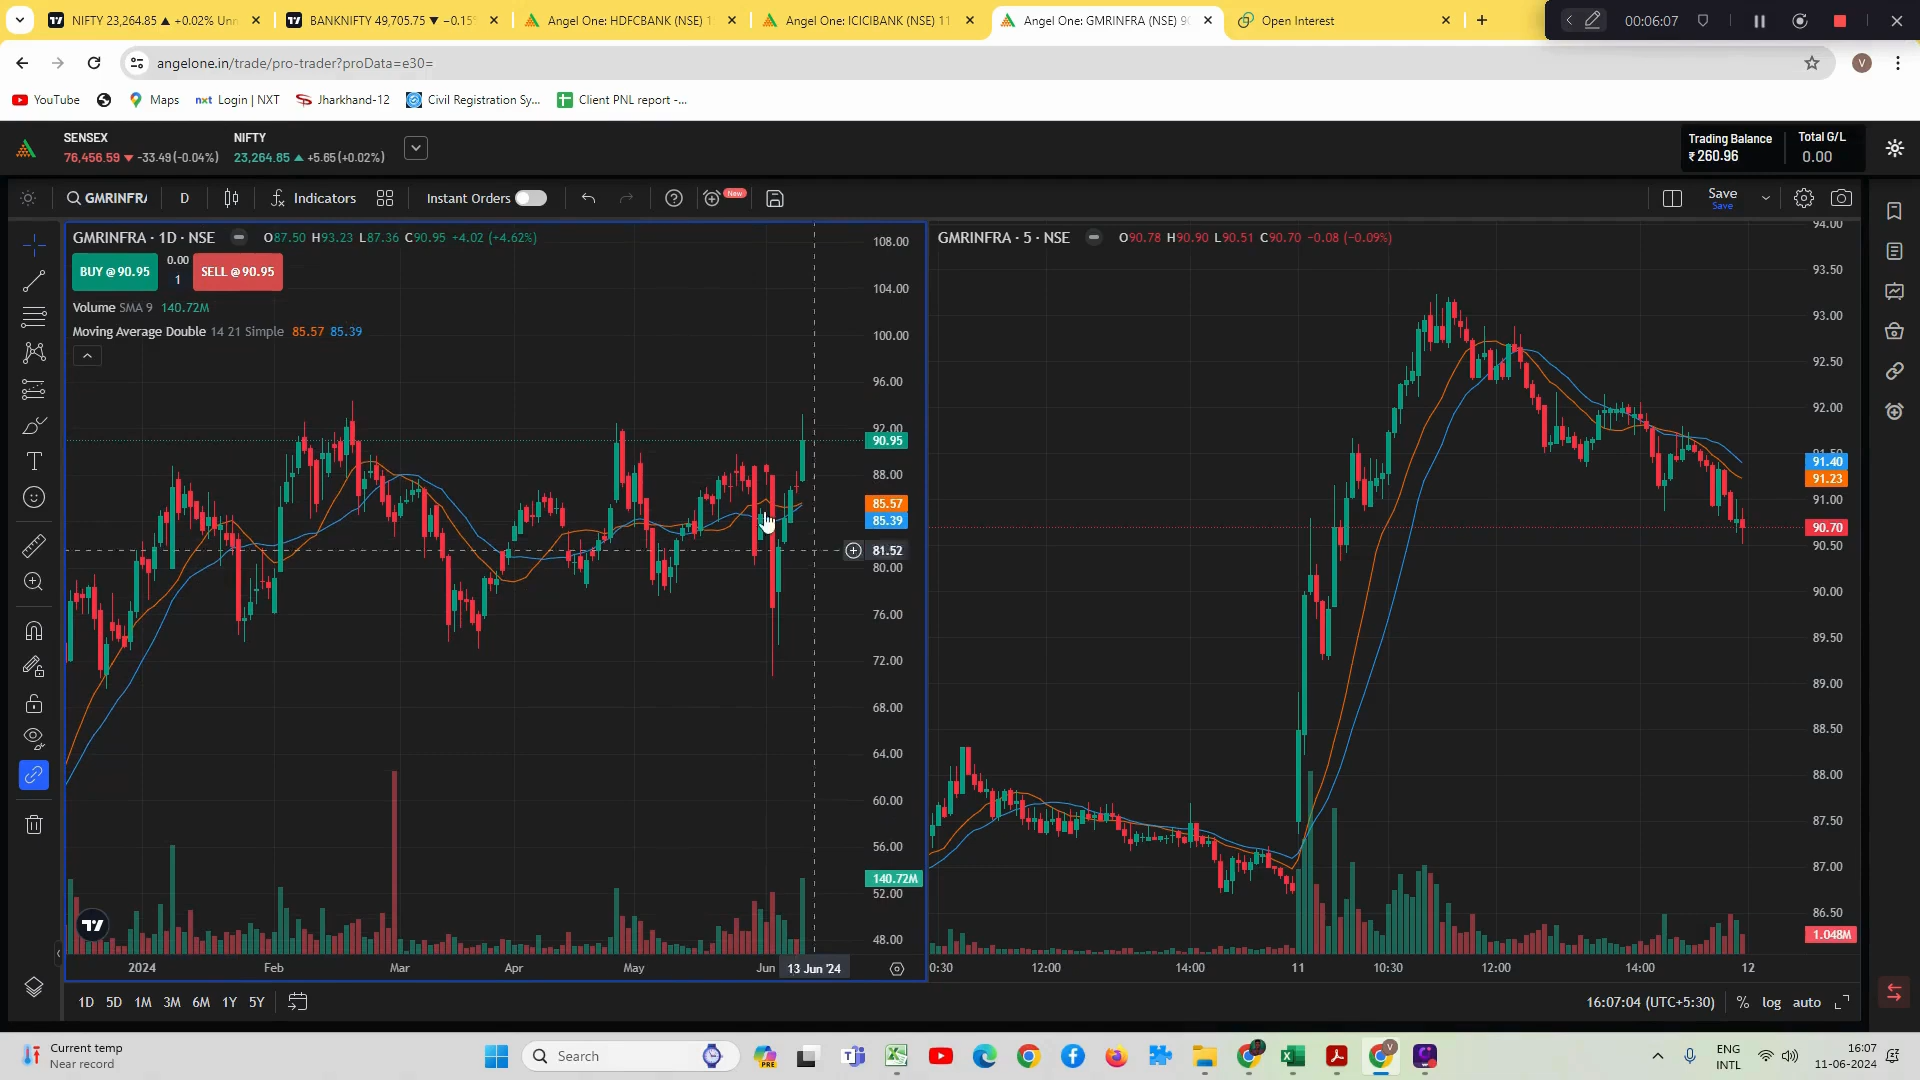 NIFTY 23,264.85 ▲ +0.02% Unn
BANKNIFTY 49,705.75 ▼ −0.15%
Angel One: HDFCBANK (NSE) 1
Angel One: ICICIBANK (NSE) 11
Angel One: GMRINFRA (NSE) 90
Open Interest
00:06:07
angelone.in/trade/pro-trader?proData=e30=
V
YouTube
Maps
nxt Login | NXT
Jharkhand-12
Civil Registration Sy...
Client PNL report -...
SENSEX
76,456.59 ▼ -33.49 (-0.04%)
NIFTY
23,264.85 ▲ +5.65 (+0.02%)
Trading Balance
₹ 260.96
Total G/L
0.00
GMRINFRA
D
Indicators
Instant Orders
New
Save
Save
GMRINFRA · 1D · NSE
O87.50 H93.23 L87.36 C90.95 +4.02 (+4.62%)
BUY @ 90.95
0.00
1
SELL @ 90.95
Volume SMA 9 140.72M
Moving Average Double 14 21 Simple 85.57 85.39
108.00
104.00
100.00
96.00
92.00
90.95
88.00
85.57
85.39
81.52
80.00
76.00
72.00
68.00
64.00
60.00
56.00
140.72M
52.00
48.00
2024
Feb
Mar
Apr
May
Jun
13 Jun '24
GMRINFRA · 5 · NSE
O90.78 H90.90 L90.51 C90.70 −0.08 (−0.09%)
94.00
93.50
93.00
92.50
92.00
91.50
91.40
91.23
91.00
90.70
90.50
90.00
89.50
89.00
88.50
88.00
87.50
87.00
86.50
1.048M
0:30
12:00
14:00
11
10:30
12:00
14:00
12
1D 5D 1M 3M 6M 1Y 5Y
16:07:04 (UTC+5:30)
% log auto
Current temp
Near record
Search
PRE
V
ENG
INTL
16:07
11-06-2024